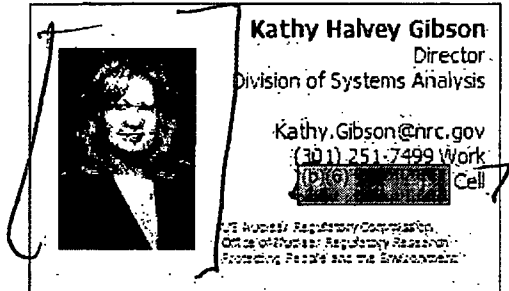 Kathy Halvey Gibson
Director
Division of Systems Analysis
Kathy.Gibson@nrc.gov
(301) 251-7499 Work
(b)(6) Cell
US Nuclear Regulatory Commission
Office of Nuclear Regulatory Research
Protecting People and the Environment